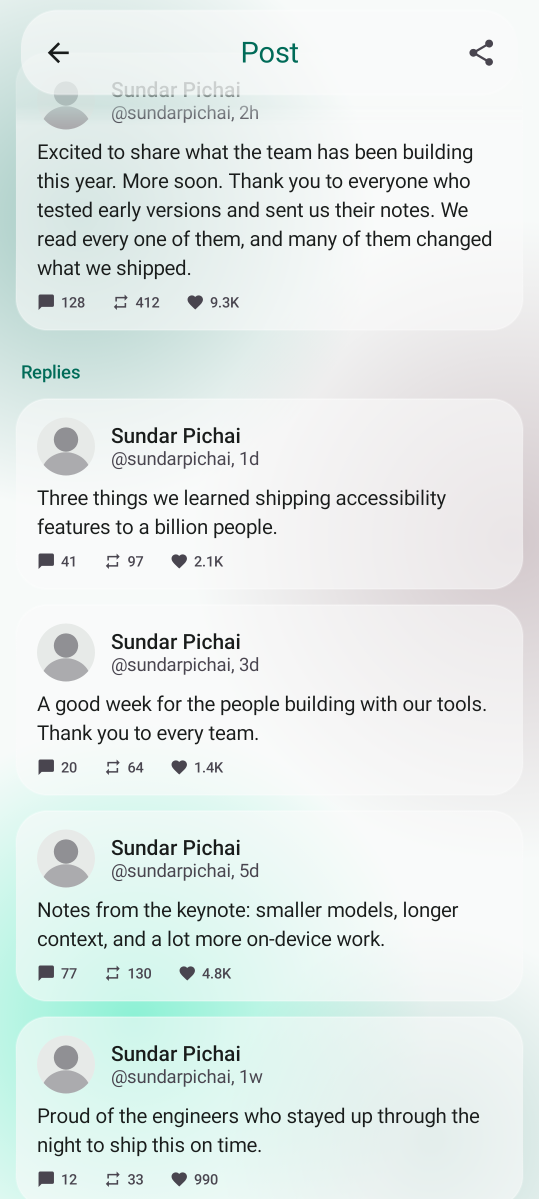 Post
Sundar Pichai
@sundarpichai, 2h
Excited to share what the team has been building
this year. More soon. Thank you to everyone who
tested early versions and sent us their notes. We
read every one of them, and many of them changed
what we shipped.
128 412 9.3K
Replies
Sundar Pichai
@sundarpichai, 1d
Three things we learned shipping accessibility
features to a billion people.
41 97 2.1K
Sundar Pichai
@sundarpichai, 3d
A good week for the people building with our tools.
Thank you to every team.
20 64 1.4K
Sundar Pichai
@sundarpichai, 5d
Notes from the keynote: smaller models, longer
context, and a lot more on-device work.
77 130 4.8K
Sundar Pichai
@sundarpichai, 1w
Proud of the engineers who stayed up through the
night to ship this on time.
12 33 990